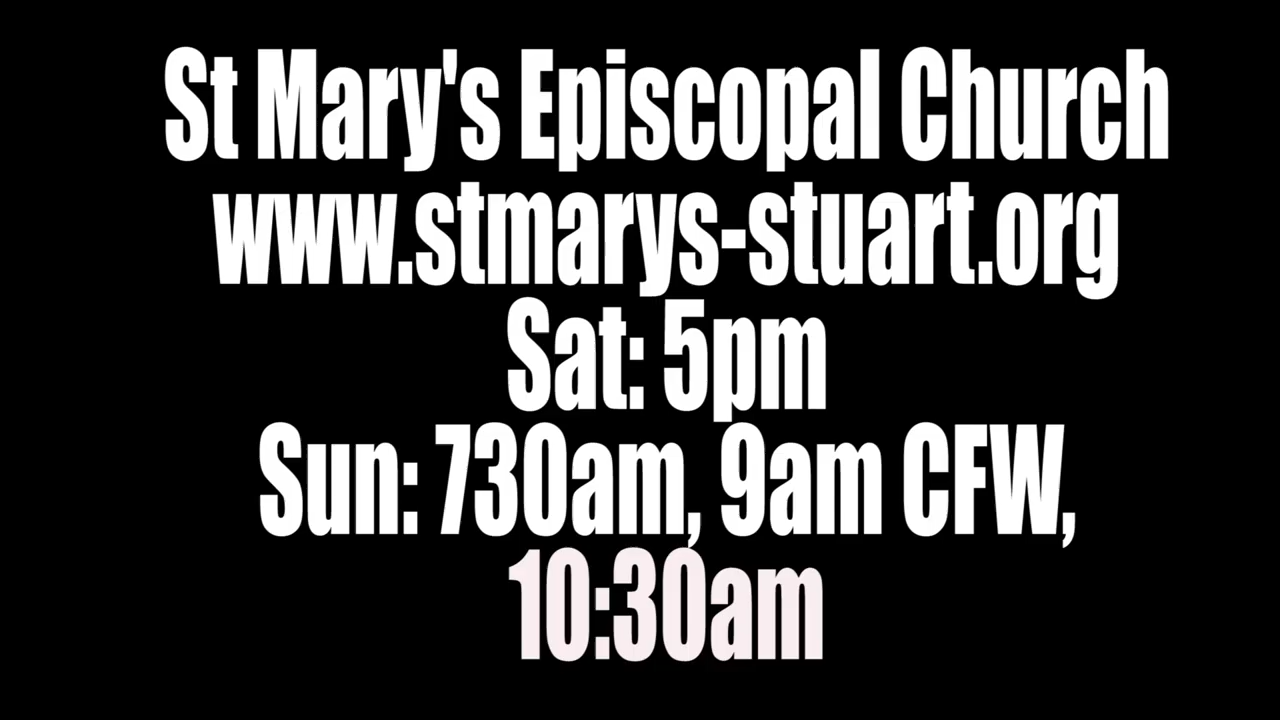 St Mary's Episcopal Church
www.stmarys-stuart.org
Sat: 5pm
Sun: 730am, 9am CFW,
10:30am